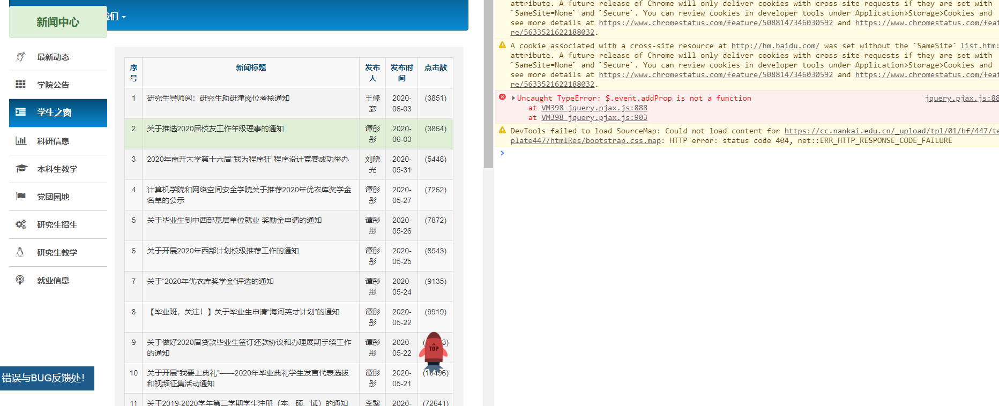 新闻中心
们
最新动态
学院公告
学生之窗
科研信息
本科生教学
党团园地
研究生招生
研究生教学
就业信息
错误与BUG反馈处！
序号 新闻标题 发布人 发布时间 点击数
1 研究生导师阅：研究生助研津岗位考核通知 王修彦 2020-06-03 (3851)
2 关于推选2020届校友工作年级理事的通知 谭彤彤 2020-06-03 (3864)
3 2020年南开大学第十六届“我为程序狂”程序设计竟赛成功举办 刘晓光 2020-05-31 (5448)
4 计算机学院和网络空间安全学院关于推荐2020年优衣库奖学金
名单的公示 谭彤彤 2020-05-27 (7262)
5 关于毕业生到中西部基层单位就业 奖励金申请的通知 谭彤彤 2020-05-26 (7872)
6 关于开展2020年西部计划校级推荐工作的通知 谭彤彤 2020-05-25 (8543)
7 关于“2020年优衣库奖学金”评选的通知 谭彤彤 2020-05-24 (9135)
8 【毕业班，关注！】关于毕业生申请“海河英才计划”的通知 谭彤彤 2020-05-22 (9919)
9 关于做好2020届贷款毕业生签订还款协议和办理展期手续工作
的通知 谭彤彤 2020-05-22
TOP
10 关于开展“我要上典礼”——2020年毕业典礼学生发言代表选拔
和视频征集活动通知 谭彤彤 2020-05-21 (10496)
11 关于2019-2020学年第二学期学生注册（本、硕、博）的通知 李黎 2020- (72641)
attribute. A future release of Chrome will only deliver cookies with cross-site requests if they are set with
`SameSite=None` and `Secure`. You can review cookies in developer tools under Application>Storage>Cookies and
see more details at https://www.chromestatus.com/feature/5088147346030592 and https://www.chromestatus.com/feat
re/5633521622188032.
A cookie associated with a cross-site resource at http://hm.baidu.com/ was set without the `SameSite` list.htm:
attribute. A future release of Chrome will only deliver cookies with cross-site requests if they are set with
`SameSite=None` and `Secure`. You can review cookies in developer tools under Application>Storage>Cookies and
see more details at https://www.chromestatus.com/feature/5088147346030592 and https://www.chromestatus.com/feat
re/5633521622188032.
Uncaught TypeError: $.event.addProp is not a function jquery.pjax.js:88
at VM398 jquery.pjax.js:888
at VM398 jquery.pjax.js:903
DevTools failed to load SourceMap: Could not load content for https://cc.nankai.edu.cn/_upload/tpl/01/bf/447/te
plate447/htmlRes/bootstrap.css.map: HTTP error: status code 404, net::ERR_HTTP_RESPONSE_CODE_FAILURE